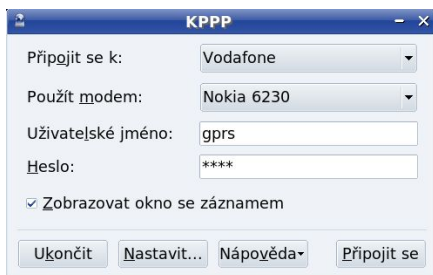 KPPP
Připojit se k: Vodafone
Použít modem: Nokia 6230
Uživatelské jméno: gprs
Heslo: ****
Zobrazovat okno se záznamem
Ukončit Nastavit... Nápověda Připojit se